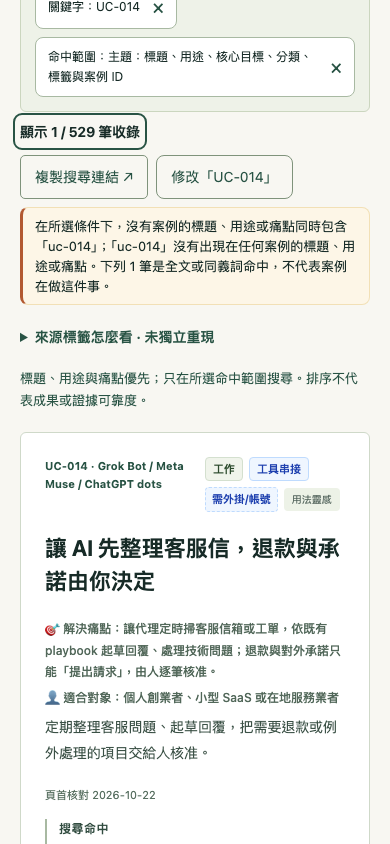 關鍵字：UC-014 ×
命中範圍：主題：標題、用途、核心目標、分類、
標籤與案例 ID ×
顯示 1 / 529 筆收錄
複製搜尋連結 ↗ 修改「UC-014」
在所選條件下，沒有案例的標題、用途或痛點同時包含
「uc-014」；「uc-014」沒有出現在任何案例的標題、用
途或痛點。下列 1 筆是全文或同義詞命中，不代表案例
在做這件事。
▶ 來源標籤怎麼看 · 未獨立重現
標題、用途與痛點優先；只在所選命中範圍搜尋。排序不代
表成果或證據可靠度。
UC-014 · Grok Bot / Meta
Muse / ChatGPT dots
工作 工具串接
需外掛/帳號 用法靈感
讓 AI 先整理客服信，退款與承
諾由你決定
🎯 解決痛點：讓代理定時掃客服信箱或工單，依既有
playbook 起草回覆、處理技術問題；退款與對外承諾只
能「提出請求」，由人逐筆核准。
👤 適合對象：個人創業者、小型 SaaS 或在地服務業者
定期整理客服問題、起草回覆，把需要退款或例
外處理的項目交給人核准。
頁首核對 2026-10-22
搜尋命中